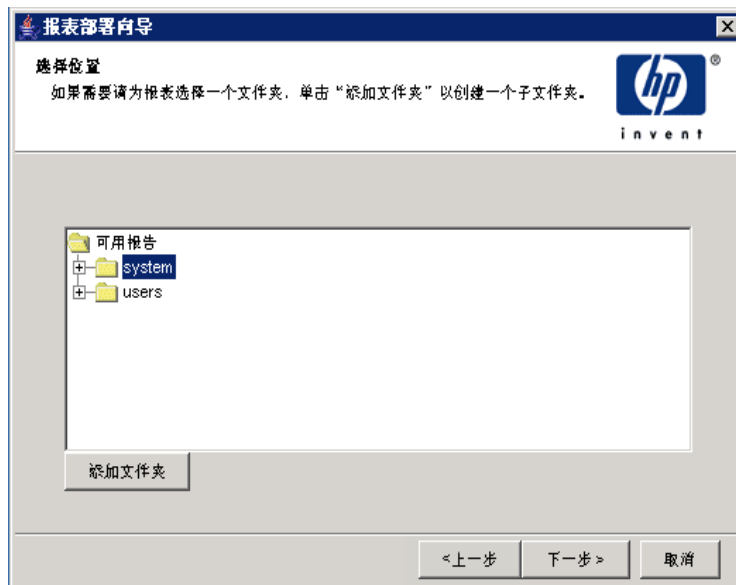 报表部署向导
选择位置
如果需要请为报表选择一个文件夹. 单击“添加文件夹”以创建一个子文件夹。
hp
®
invent
可用报告
system
users
添加文件夹
<上一步
下一步>
取消